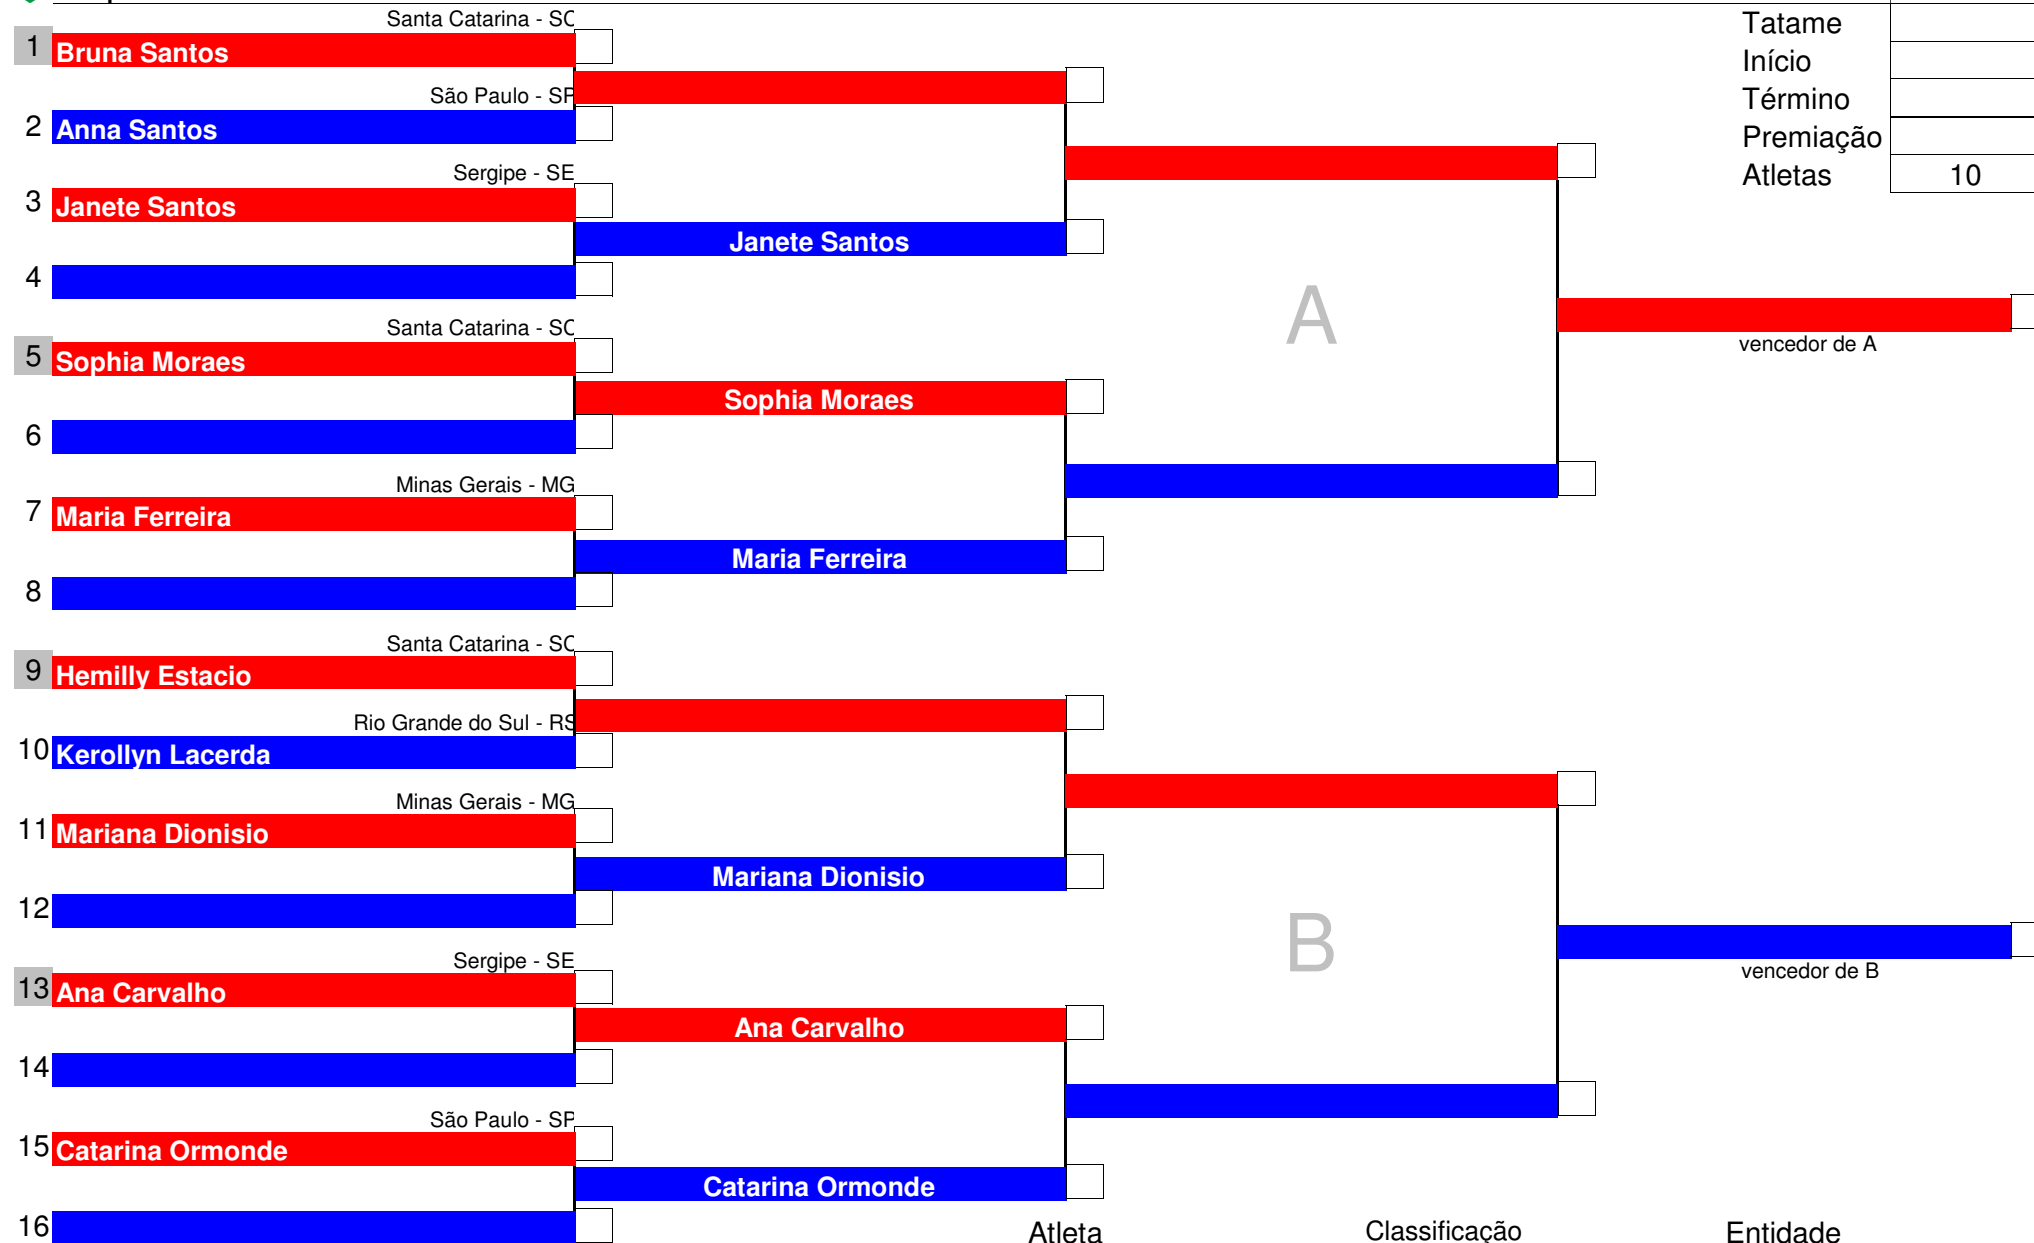 Santa Catarina - SC
Tatame
1 Bruna Santos
Início
São Paulo - SP
Término
2 Anna Santos
Premiação
Sergipe - SE
Atletas 10
3 Janete Santos
Janete Santos
4
A
Santa Catarina - SC
vencedor de A
5 Sophia Moraes
Sophia Moraes
6
Minas Gerais - MG
7 Maria Ferreira
Maria Ferreira
8
Santa Catarina - SC
9 Hemilly Estacio
Rio Grande do Sul - RS
10 Kerollyn Lacerda
Minas Gerais - MG
11 Mariana Dionisio
Mariana Dionisio
12
B
Sergipe - SE
vencedor de B
13 Ana Carvalho
Ana Carvalho
14
São Paulo - SP
15 Catarina Ormonde
Catarina Ormonde
16
Atleta Classificação Entidade